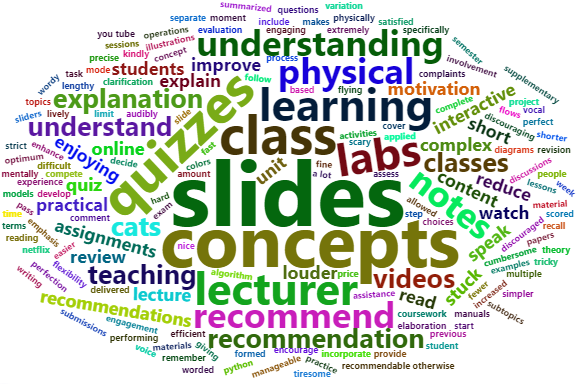 summarized questions variation
separate moment include makes physically satisfied
you tube operations evaluation engaging extremely specifically
sessions illustrations understanding semester
precise kindly concept improve process involvement
task mode students physical complaints supplementary
wordy lengthy clarification explain follow based flying motivation
topics explanation learning complete project
sliders lively limit audibly quizzes interactive flows vocal
strict understand slide class cover activities applied short discouraging perfect
enhance online fast scary labs complex diagrams revision shorter
optimum difficult enjoying decide colors unit fine classes discussions people
mentally compete quiz amount a lot assess content reduce lessons week
experience models develop practical hard slides notes allowed step watch material scored
pass comment exam choices discouraged recall
time emphasis cats concepts speak papers
terms assignments nice cumbersome theory
reading easier review algorithm louder price videos stuck examples tricky
netflix flexibility teaching lecturer assistance read fewer multiple
perfection delivered lecture increased simpler
writing recommendations recommend coursework manuals subtopics
submissions engagement efficient elaboration start
performing recommendation previous
voice materials giving formed encourage incorporate provide student
remember practice
worded python manageable recommendable otherwise
tiresome